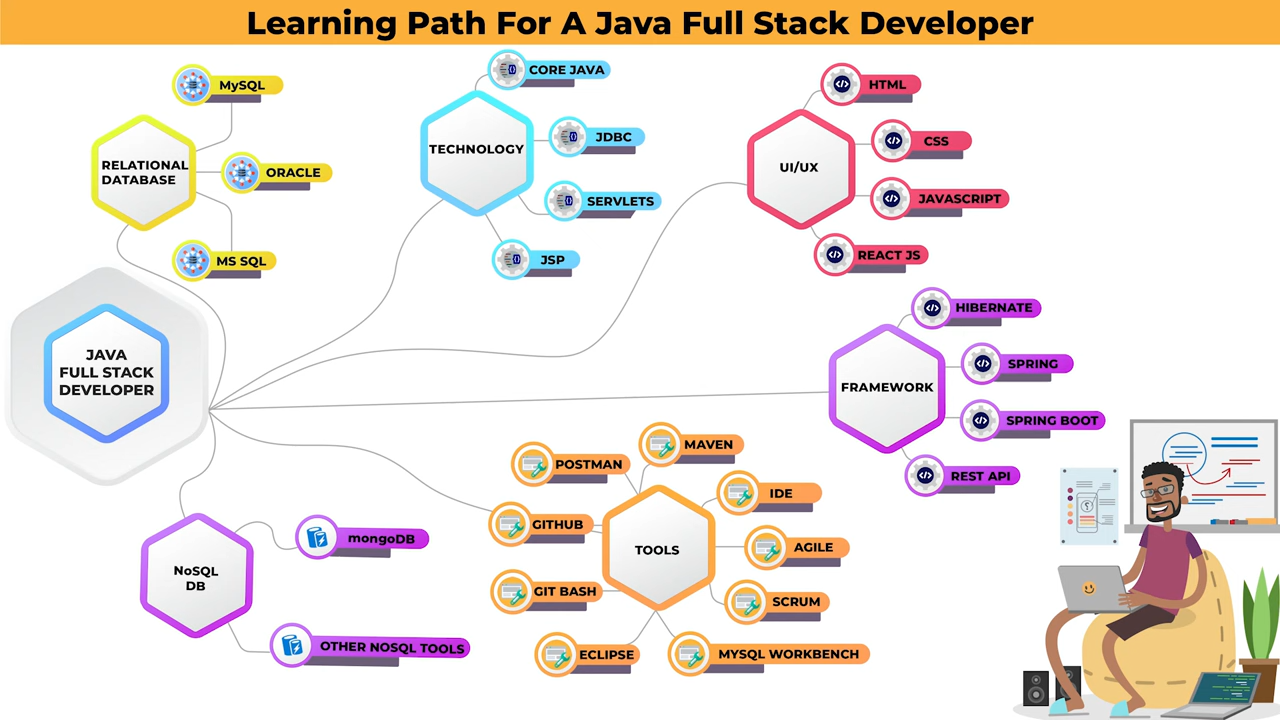 Learning Path For A Java Full Stack Developer
MySQL
RELATIONAL
DATABASE
ORACLE
MS SQL
CORE JAVA
TECHNOLOGY
JDBC
SERVLETS
JSP
HTML
UI/UX
CSS
JAVASCRIPT
REACT JS
JAVA
FULL STACK
DEVELOPER
HIBERNATE
FRAMEWORK
SPRING
SPRING BOOT
REST API
NoSQL
DB
mongoDB
OTHER NOSQL TOOLS
POSTMAN
MAVEN
GITHUB
TOOLS
IDE
AGILE
GIT BASH
SCRUM
ECLIPSE
MYSQL WORKBENCH